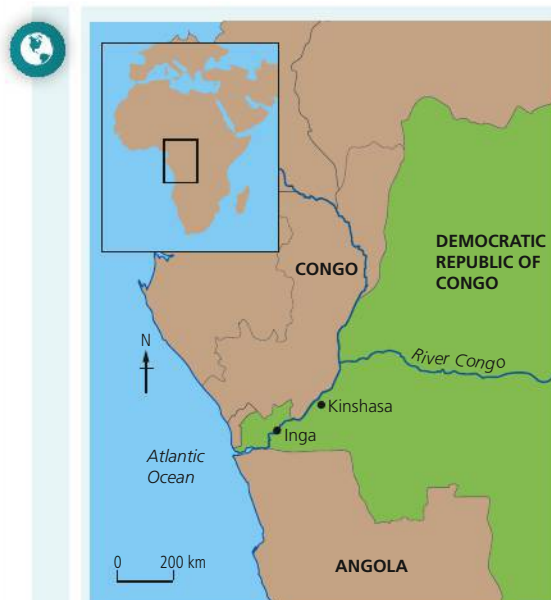 CONGO
DEMOCRATIC
REPUBLIC OF
CONGO
N
River Congo
Kinshasa
Inga
Atlantic
Ocean
0 200 km
ANGOLA